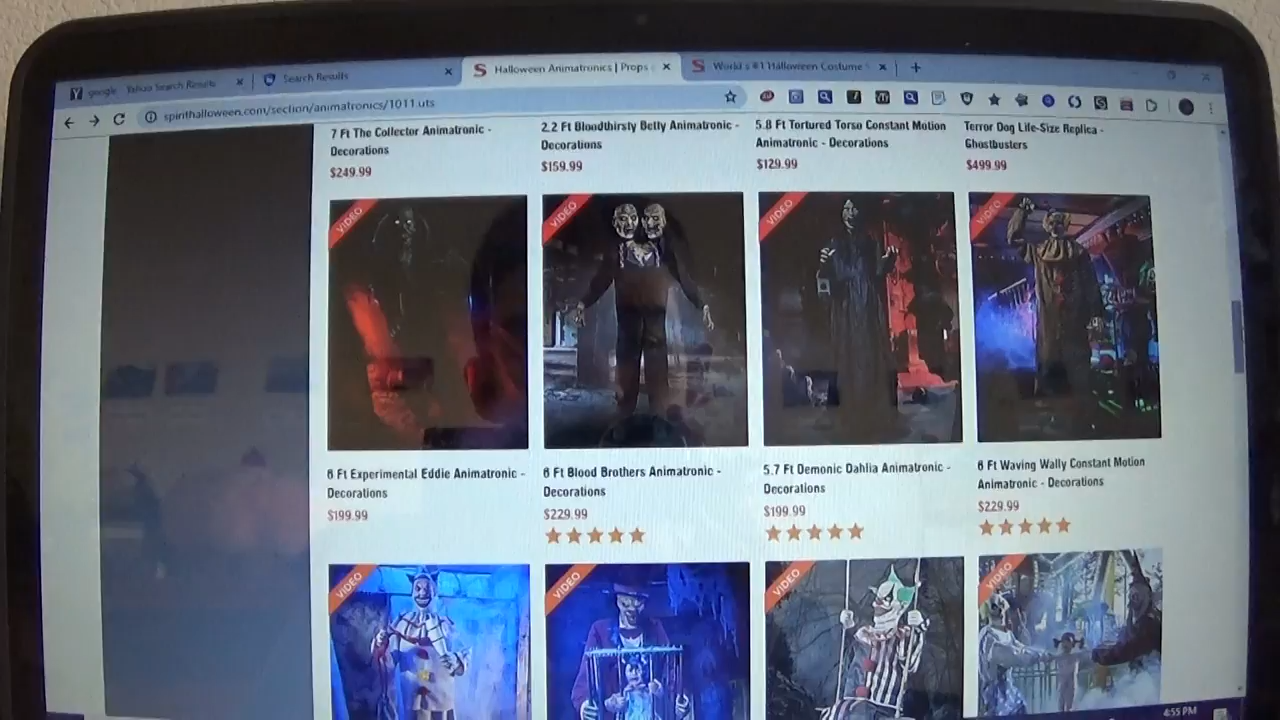 google - Yahoo Search Results
Search Results
Halloween Animatronics | Props
World's #1 Halloween Costume
spirithalloween.com/section/animatronics/1011.uts
7 Ft The Collector Animatronic -
Decorations
$249.99
2.2 Ft Bloodthirsty Betty Animatronic -
Decorations
$159.99
5.8 Ft Tortured Torso Constant Motion
Animatronic - Decorations
$129.99
Terror Dog Life-Size Replica -
Ghostbusters
$499.99
VIDEO
VIDEO
VIDEO
VIDEO
6 Ft Experimental Eddie Animatronic -
Decorations
$199.99
6 Ft Blood Brothers Animatronic -
Decorations
$229.99
5.7 Ft Demonic Dahlia Animatronic -
Decorations
$199.99
6 Ft Waving Wally Constant Motion
Animatronic - Decorations
$229.99
VIDEO
VIDEO
VIDEO
VIDEO
4:55 PM